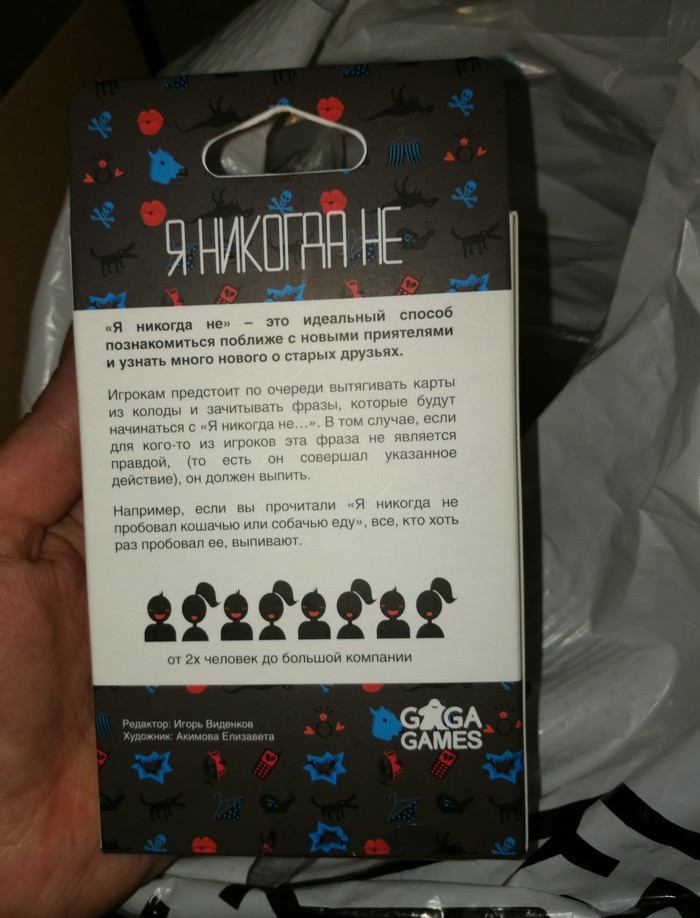 Я НИКОГДА НЕ
«Я никогда не» – это идеальный способ
познакомиться поближе с новыми приятелями
и узнать много нового о старых друзьях.
Игрокам предстоит по очереди вытягивать карты
из колоды и зачитывать фразы, которые будут
начинаться с «Я никогда не...». В том случае, если
для кого-то из игроков эта фраза не является
правдой, (то есть он совершал указанное
действие), он должен выпить.
Например, если вы прочитали «Я никогда не
пробовал кошачью или собачью еду», все, кто хоть
раз пробовал ее, выпивают.
от 2х человек до большой компании
Редактор: Игорь Виденков
Художник: Акимова Елизавета
GAGA
GAMES